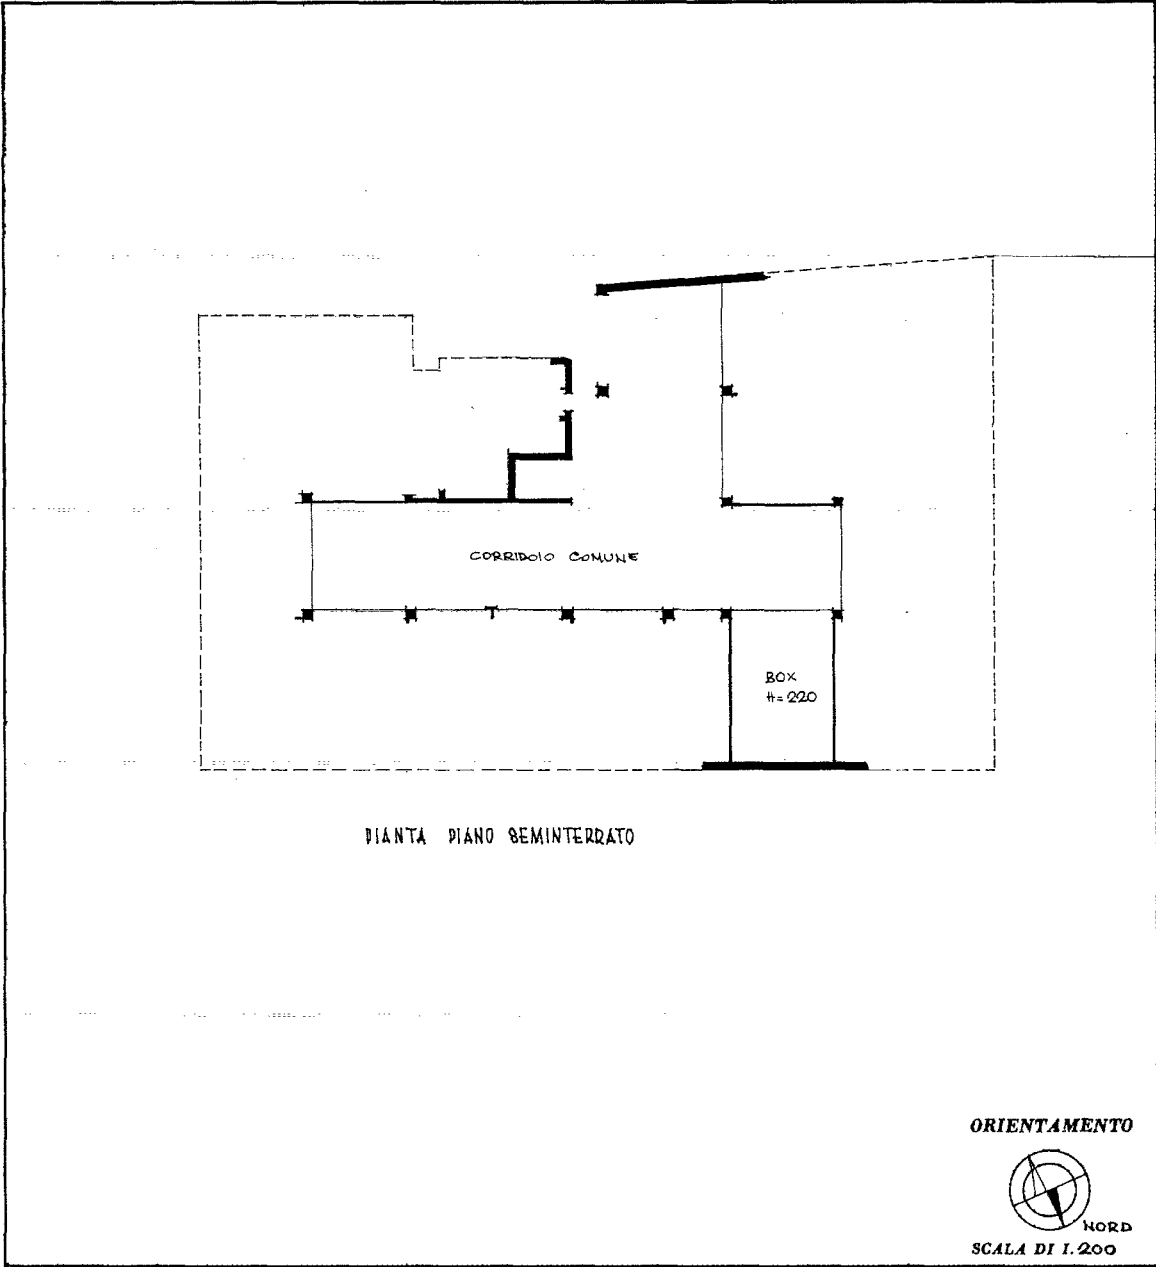 CORRIDOIO COMUNE
BOX
H=220
PIANTA PIANO SEMINTERRATO
ORIENTAMENTO
NORD
SCALA DI 1.200